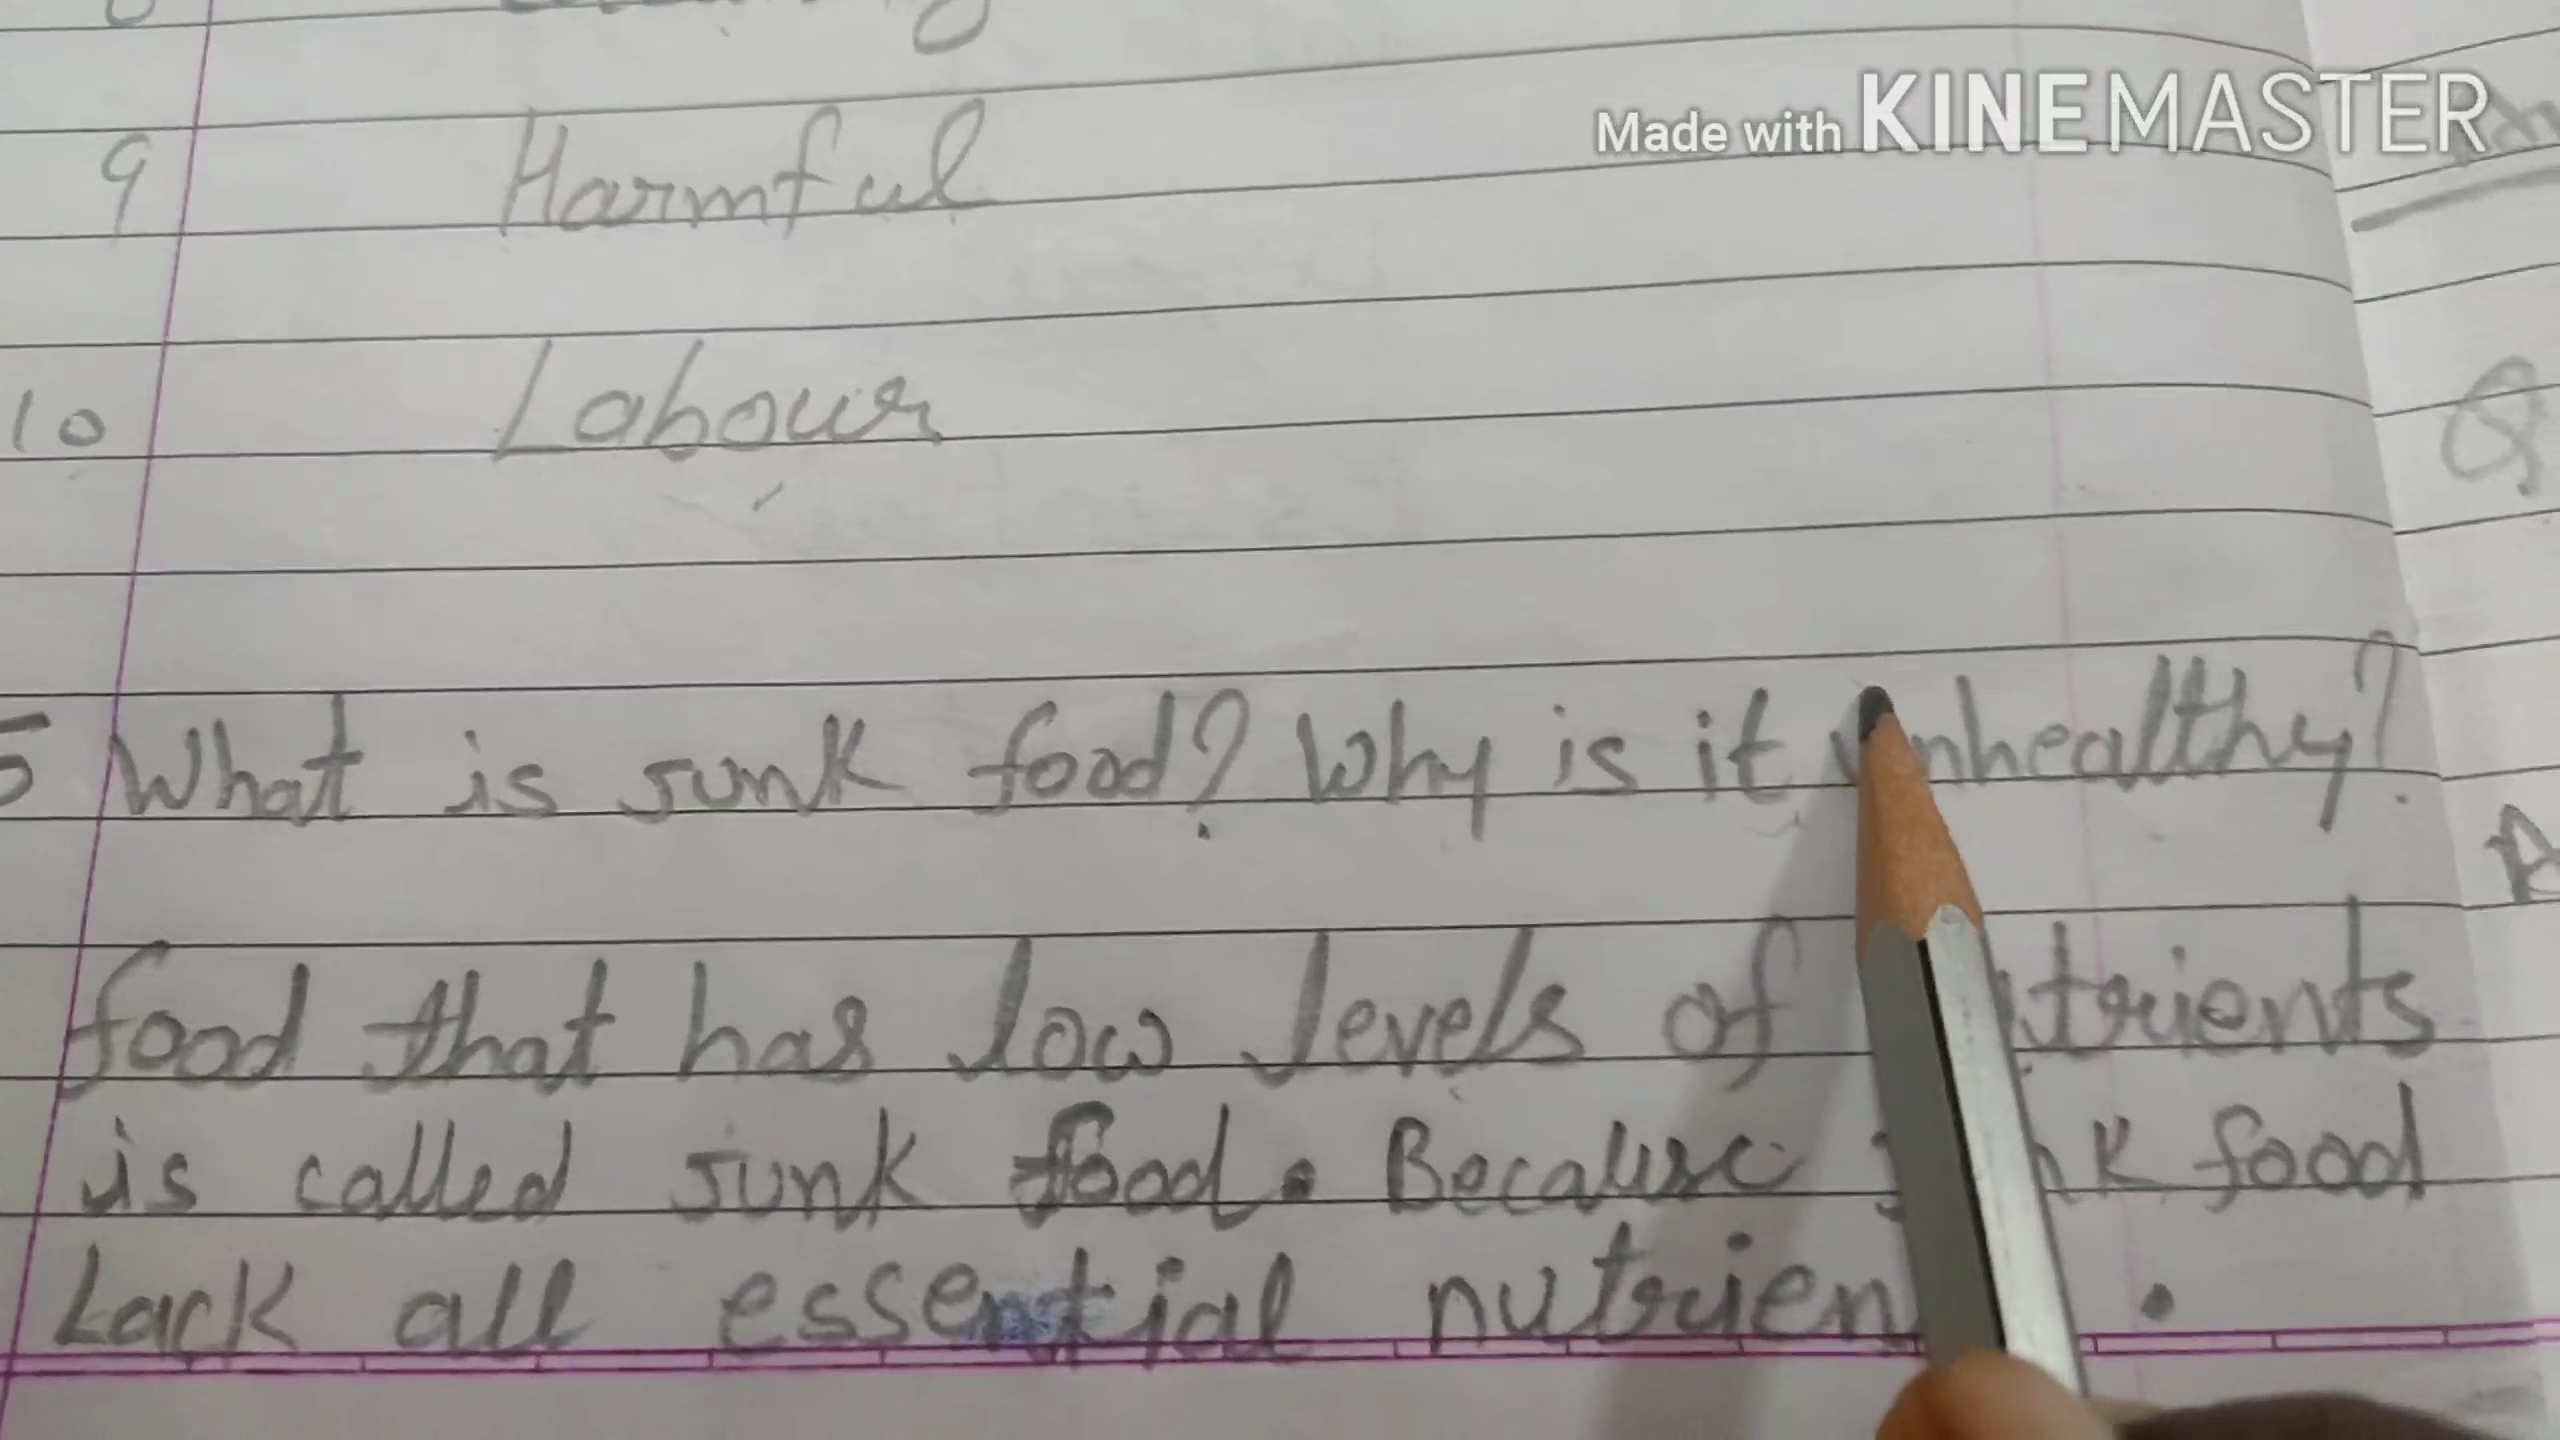 Made with KINEMASTER
9 Harmful
10 Labour
5 What is junk food? Why is it unhealthy?
food that has low levels of nutrients
is called junk food. Because junk food
Lack all essential nutrients.